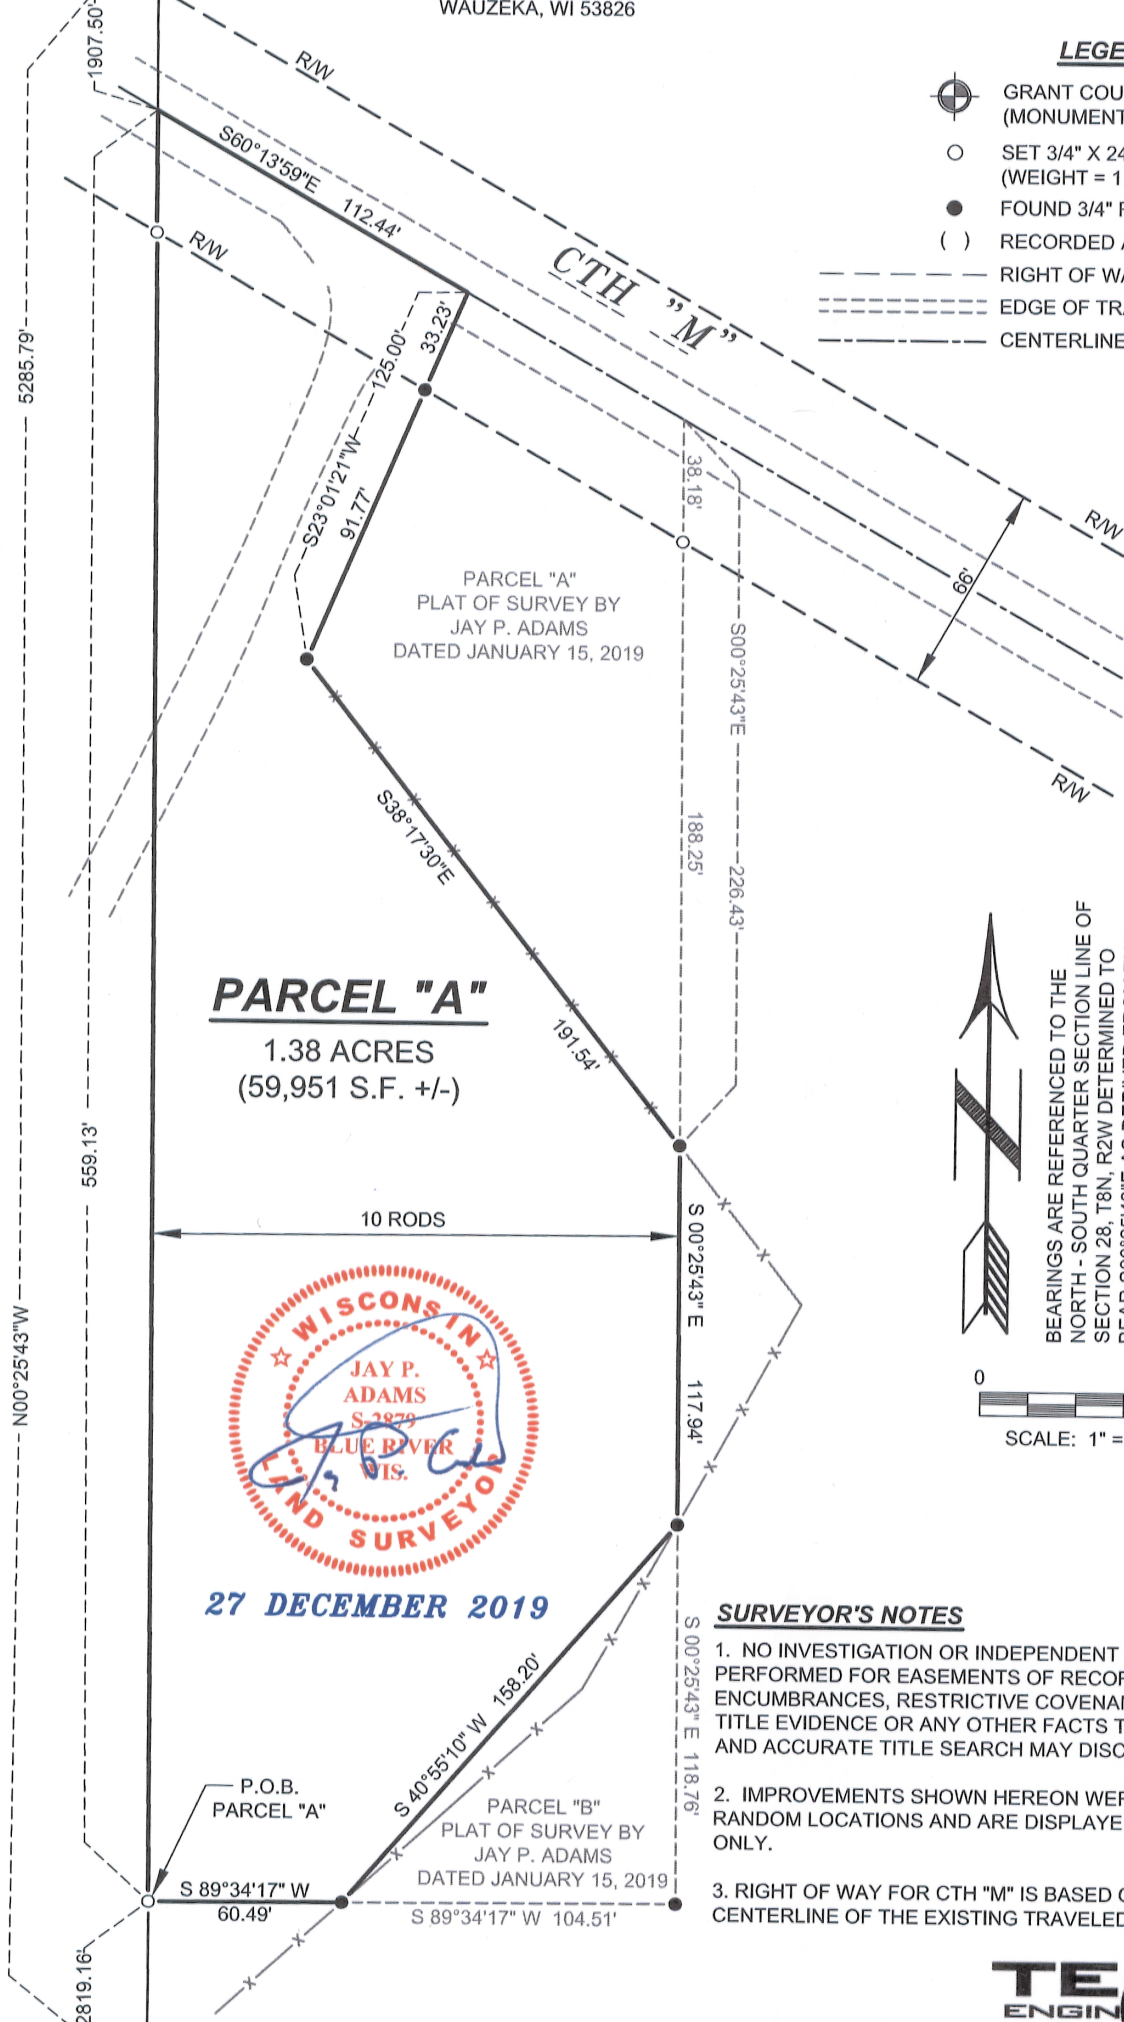 WAUZEKA, WI 53826
1907.50'
R/W
LEGE
GRANT COU
(MONUMENT
SET 3/4" X 24
(WEIGHT = 1
FOUND 3/4" R
( ) RECORDED A
RIGHT OF WA
EDGE OF TRA
CENTERLINE
S60°13'59"E
112.44'
R/W
CTH "M"
5285.79'
125.00'
33.23'
S23°01'21"W
91.77'
38.18'
R/W
66'
PARCEL "A"
PLAT OF SURVEY BY
JAY P. ADAMS
DATED JANUARY 15, 2019
S00°25'43"E
R/W
S38°17'30"E
188.25'
226.43'
PARCEL "A"
1.38 ACRES
(59,951 S.F. +/-)
191.54'
559.13'
BEARINGS ARE REFERENCED TO THE
NORTH - SOUTH QUARTER SECTION LINE OF
SECTION 28, T8N, R2W DETERMINED TO
10 RODS
S 00°25'43" E
117.94'
N00°25'43"W
WISCONSIN
JAY P.
ADAMS
S-2879
BLUE RIVER
WIS.
LAND SURVEYOR
0
SCALE: 1" =
27 DECEMBER 2019
SURVEYOR'S NOTES
1. NO INVESTIGATION OR INDEPENDENT
PERFORMED FOR EASEMENTS OF RECOR
ENCUMBRANCES, RESTRICTIVE COVENA
TITLE EVIDENCE OR ANY OTHER FACTS T
AND ACCURATE TITLE SEARCH MAY DISC
2. IMPROVEMENTS SHOWN HEREON WER
RANDOM LOCATIONS AND ARE DISPLAYE
ONLY.
3. RIGHT OF WAY FOR CTH "M" IS BASED O
CENTERLINE OF THE EXISTING TRAVELED
S 00°25'43" E 118.76'
S 40°55'10" W 158.20'
P.O.B.
PARCEL "A"
PARCEL "B"
PLAT OF SURVEY BY
JAY P. ADAMS
DATED JANUARY 15, 2019
S 89°34'17" W
60.49'
S 89°34'17" W 104.51'
2819.16'
TE
ENGIN